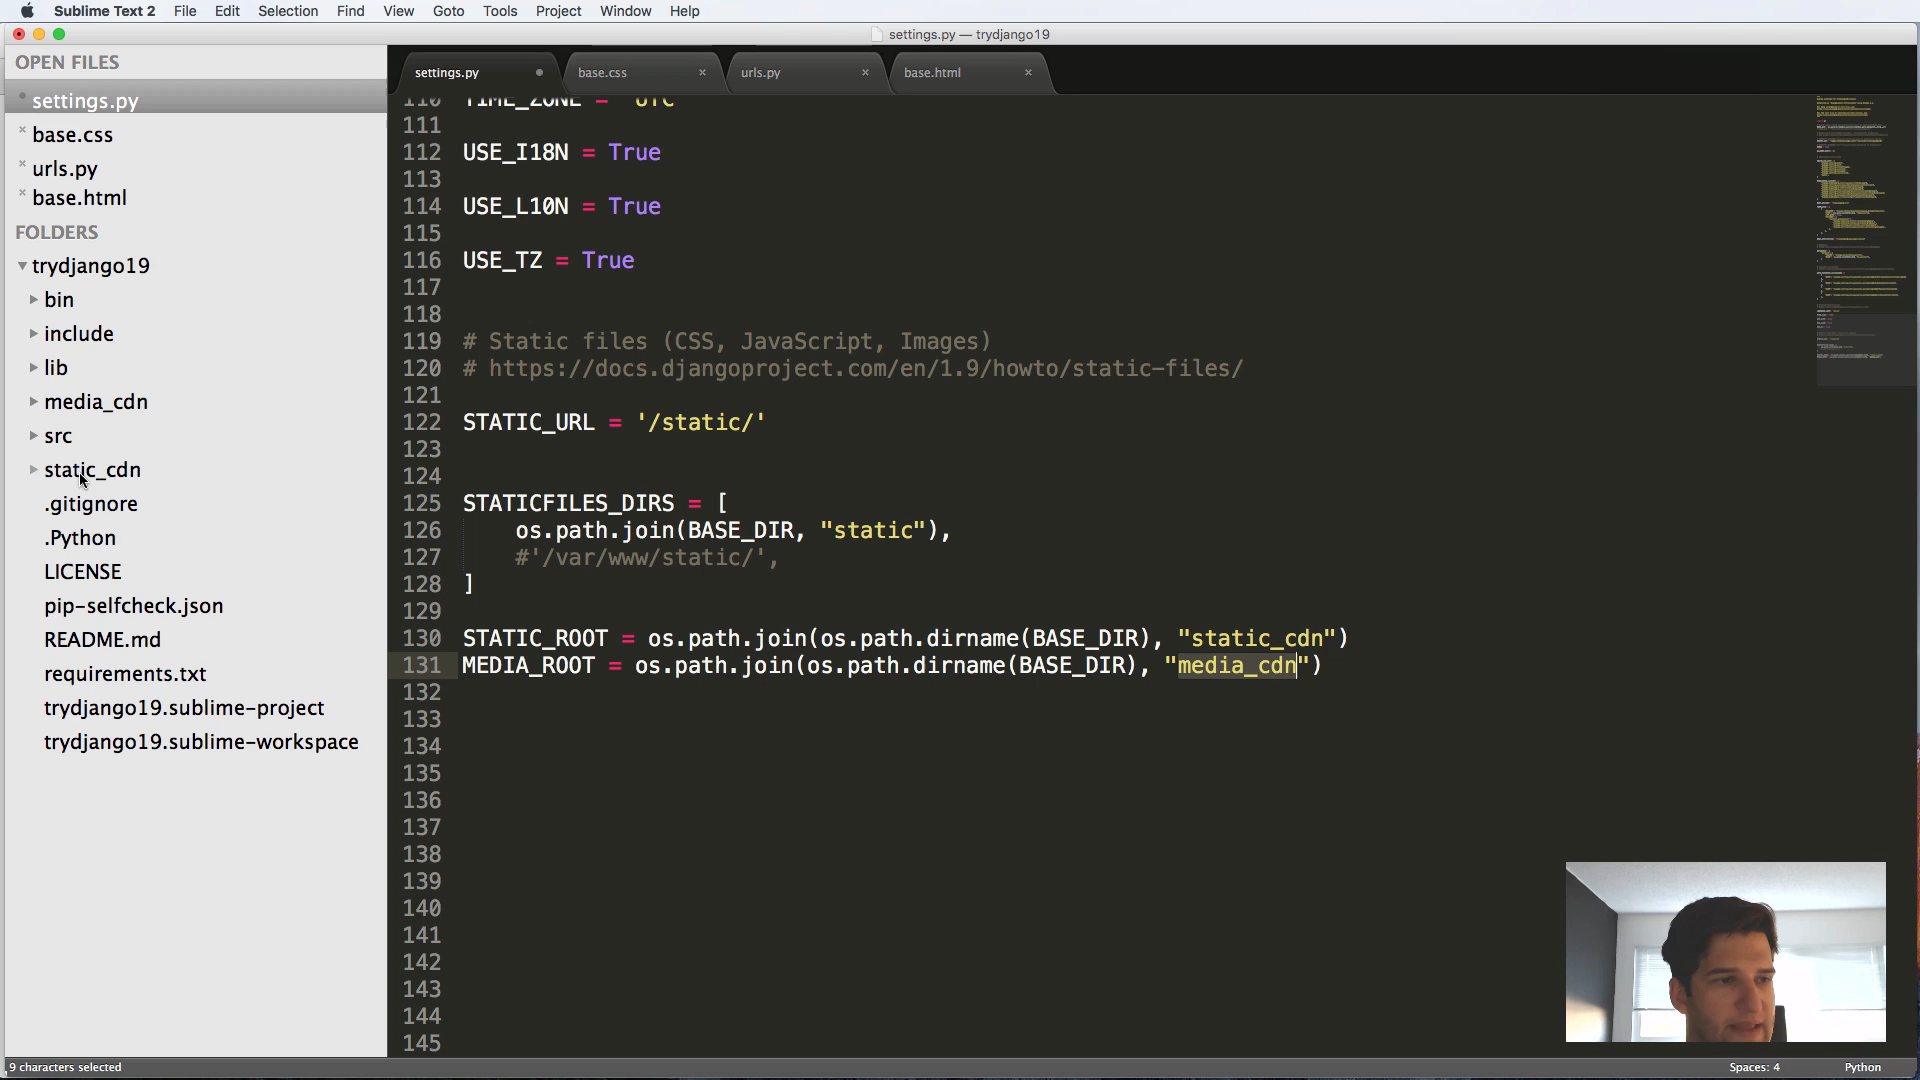 Sublime Text 2 File Edit Selection Find View Goto Tools Project Window Help
settings.py — trydjango19
OPEN FILES
settings.py
base.css
urls.py
base.html
FOLDERS
trydjango19
bin
include
lib
media_cdn
src
static_cdn
.gitignore
.Python
LICENSE
pip-selfcheck.json
README.md
requirements.txt
trydjango19.sublime-project
trydjango19.sublime-workspace
settings.py base.css × urls.py × base.html ×
110 TIME_ZONE = 'UTC'
111
112 USE_I18N = True
113
114 USE_L10N = True
115
116 USE_TZ = True
117
118
119 # Static files (CSS, JavaScript, Images)
120 # https://docs.djangoproject.com/en/1.9/howto/static-files/
121
122 STATIC_URL = '/static/'
123
124
125 STATICFILES_DIRS = [
126 os.path.join(BASE_DIR, "static"),
127 #'/var/www/static/',
128 ]
129
130 STATIC_ROOT = os.path.join(os.path.dirname(BASE_DIR), "static_cdn")
131 MEDIA_ROOT = os.path.join(os.path.dirname(BASE_DIR), "media_cdn")
132
133
134
135
136
137
138
139
140
141
142
143
144
145
9 characters selected Spaces: 4 Python